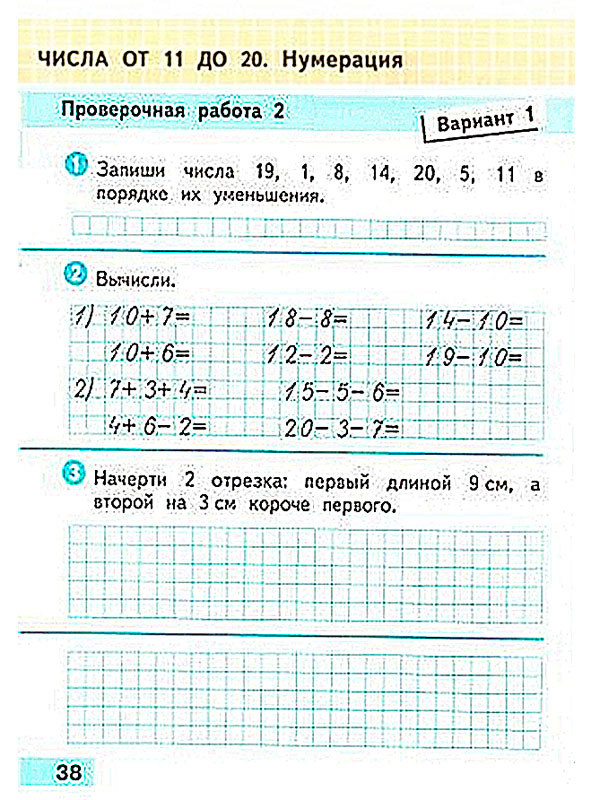 ЧИСЛА ОТ 11 ДО 20. Нумерация
Проверочная работа 2
Вариант 1
1 Запиши числа 19, 1, 8, 14, 20, 5, 11 в
порядке их уменьшения.
2 Вычисли.
1) 10+7= 18-8= 14-10=
10+6= 12-2= 19-10=
2) 7+3+4= 15-5-6=
4+6-2= 20-3-7=
3 Начерти 2 отрезка: первый длиной 9 см, а
второй на 3 см короче первого.
38